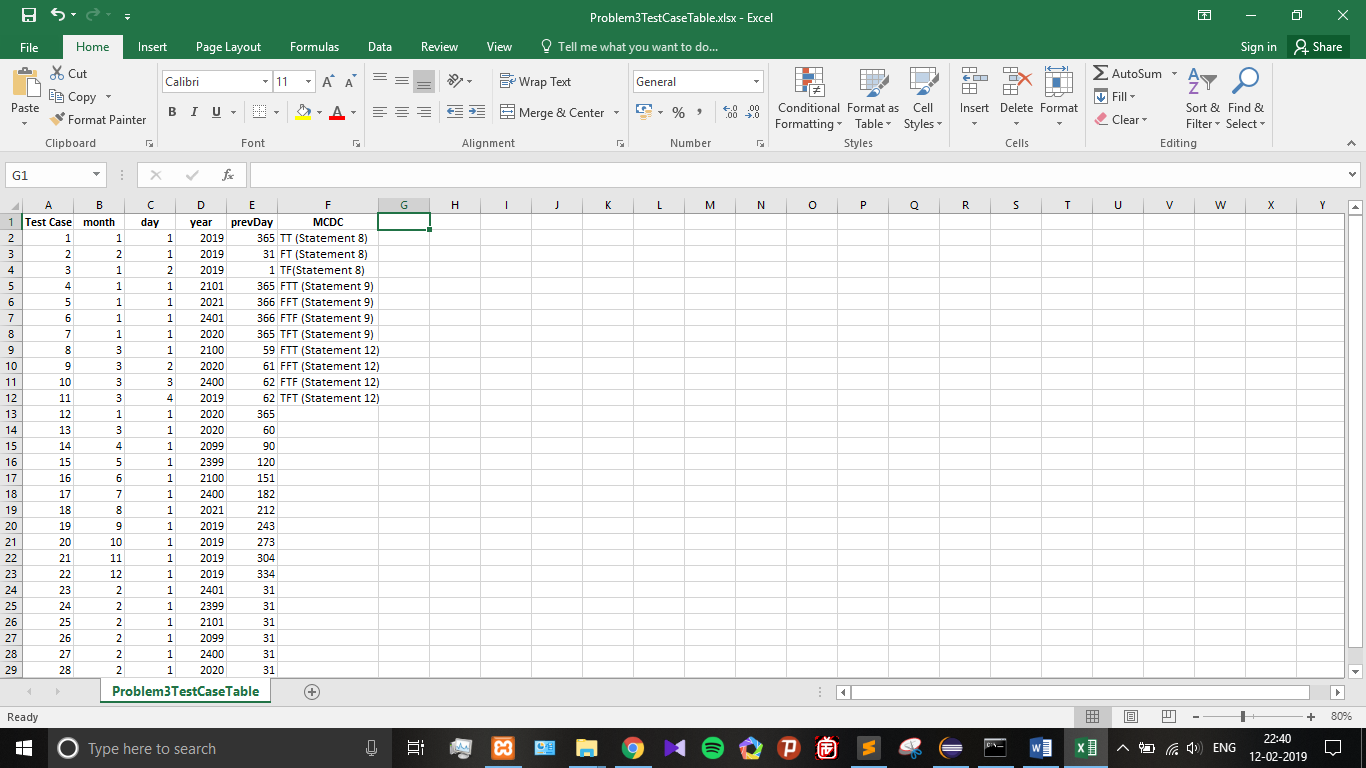 Problem3TestCaseTable.xlsx - Excel
File Home Insert Page Layout Formulas Data Review View Tell me what you want to do... Sign in Share
Paste Cut Copy Format Painter Clipboard
Calibri 11 B I U A A A Font
Wrap Text Merge & Center Alignment
General % , Number
Conditional Formatting Format as Table Cell Styles Styles
Insert Delete Format Cells
AutoSum Fill Clear Sort & Filter Find & Select Editing
G1 fx
A B C D E F G H I J K L M N O P Q R S T U V W X Y
1 Test Case month day year prevDay MCDC
2 1 1 1 2019 365 TT (Statement 8)
3 2 2 1 2019 31 FT (Statement 8)
4 3 1 2 2019 1 TF(Statement 8)
5 4 1 1 2101 365 FTT (Statement 9)
6 5 1 1 2021 366 FFT (Statement 9)
7 6 1 1 2401 366 FTF (Statement 9)
8 7 1 1 2020 365 TFT (Statement 9)
9 8 3 1 2100 59 FTT (Statement 12)
10 9 3 2 2020 61 FFT (Statement 12)
11 10 3 3 2400 62 FTF (Statement 12)
12 11 3 4 2019 62 TFT (Statement 12)
13 12 1 1 2020 365
14 13 3 1 2020 60
15 14 4 1 2099 90
16 15 5 1 2399 120
17 16 6 1 2100 151
18 17 7 1 2400 182
19 18 8 1 2021 212
20 19 9 1 2019 243
21 20 10 1 2019 273
22 21 11 1 2019 304
23 22 12 1 2019 334
24 23 2 1 2401 31
25 24 2 1 2399 31
26 25 2 1 2101 31
27 26 2 1 2099 31
28 27 2 1 2400 31
29 28 2 1 2020 31
Problem3TestCaseTable
Ready 80%
Type here to search ENG 22:40
12-02-2019